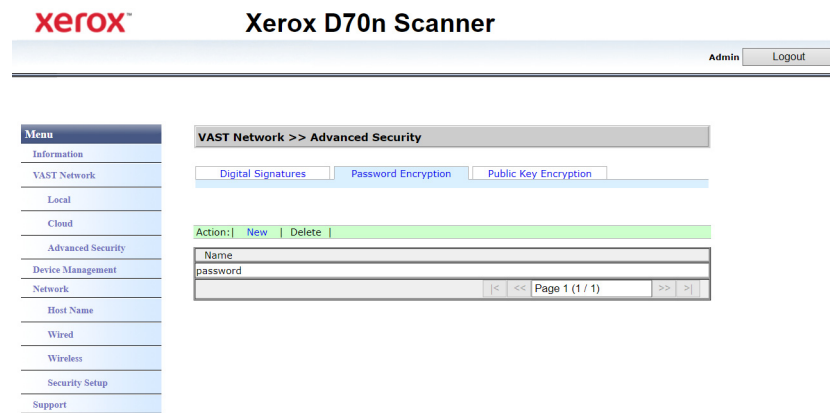 xerox™ Xerox D70n Scanner
Admin Logout
Menu
Information
VAST Network
Local
Cloud
Advanced Security
Device Management
Network
Host Name
Wired
Wireless
Security Setup
Support
VAST Network >> Advanced Security
Digital Signatures Password Encryption Public Key Encryption
Action:| New | Delete |
Name
password
|< << Page 1 (1 / 1) >> >|